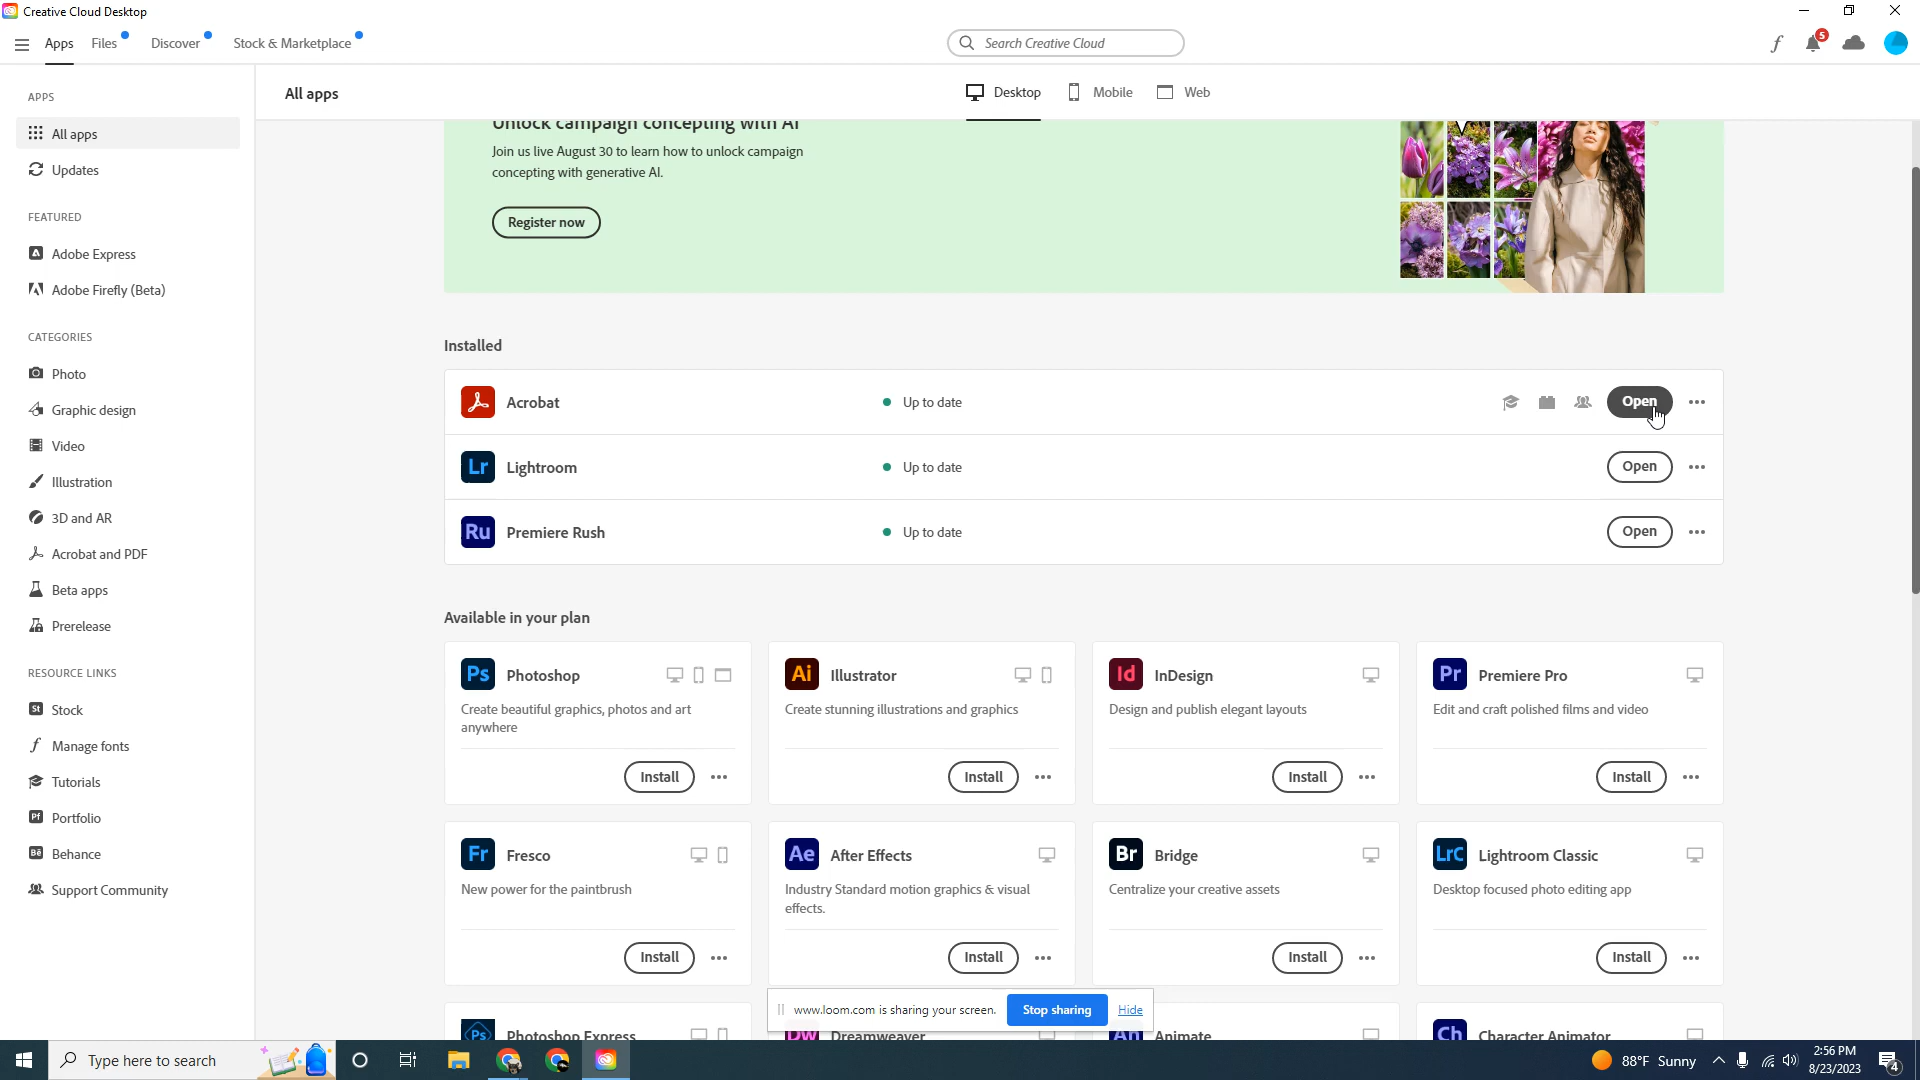 Creative Cloud Desktop
Apps Files Discover Stock & Marketplace
Search Creative Cloud
5
APPS
All apps
Updates
FEATURED
Adobe Express
Adobe Firefly (Beta)
CATEGORIES
Photo
Graphic design
Video
Illustration
3D and AR
Acrobat and PDF
Beta apps
Prerelease
RESOURCE LINKS
St Stock
Manage fonts
Tutorials
Pf Portfolio
Bē Behance
Support Community
All apps
Desktop Mobile Web
Unlock campaign concepting with AI
Join us live August 30 to learn how to unlock campaign
concepting with generative AI.
Register now
Installed
Acrobat Up to date Open
Lr Lightroom Up to date Open
Ru Premiere Rush Up to date Open
Available in your plan
Ps Photoshop
Create beautiful graphics, photos and art
anywhere
Install
Ai Illustrator
Create stunning illustrations and graphics
Install
Id InDesign
Design and publish elegant layouts
Install
Pr Premiere Pro
Edit and craft polished films and video
Install
Fr Fresco
New power for the paintbrush
Install
Ae After Effects
Industry Standard motion graphics & visual
effects.
Install
Br Bridge
Centralize your creative assets
Install
LrC Lightroom Classic
Desktop focused photo editing app
Install
Ps Photoshop Express
Dw Dreamweaver
An Animate
Ch Character Animator
www.loom.com is sharing your screen. Stop sharing Hide
Type here to search
88°F Sunny
2:56 PM
8/23/2023
4